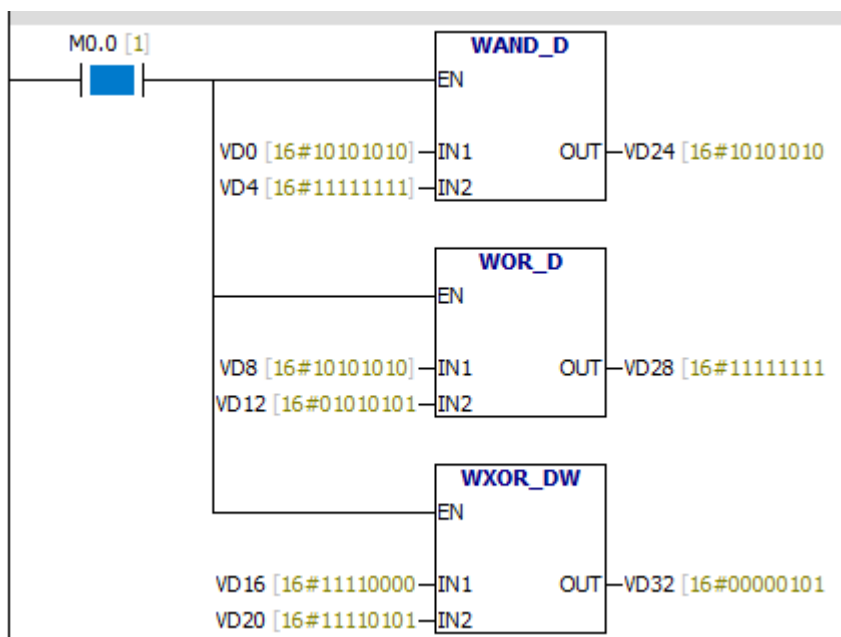 M0.0 [1]
WAND_D
EN
VD0 [16#10101010] IN1 OUT VD24 [16#10101010
VD4 [16#11111111] IN2
WOR_D
EN
VD8 [16#10101010] IN1 OUT VD28 [16#11111111
VD12 [16#01010101 IN2
WXOR_DW
EN
VD16 [16#11110000 IN1 OUT VD32 [16#00000101
VD20 [16#11110101 IN2